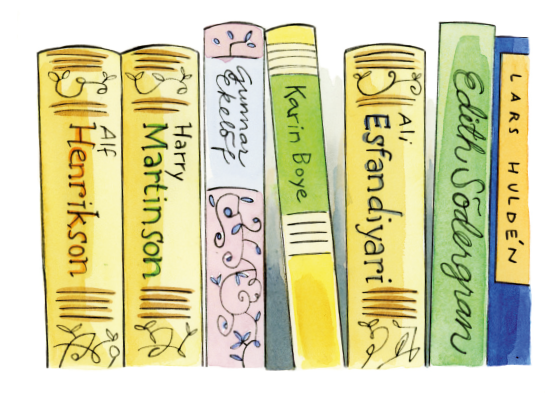 Alf
Henrikson
Harry
Martinson
Gunnar
Ekelöf
Karin Boye
Ali
Esfandiyari
Edith Södergran
LARS HULDÉN